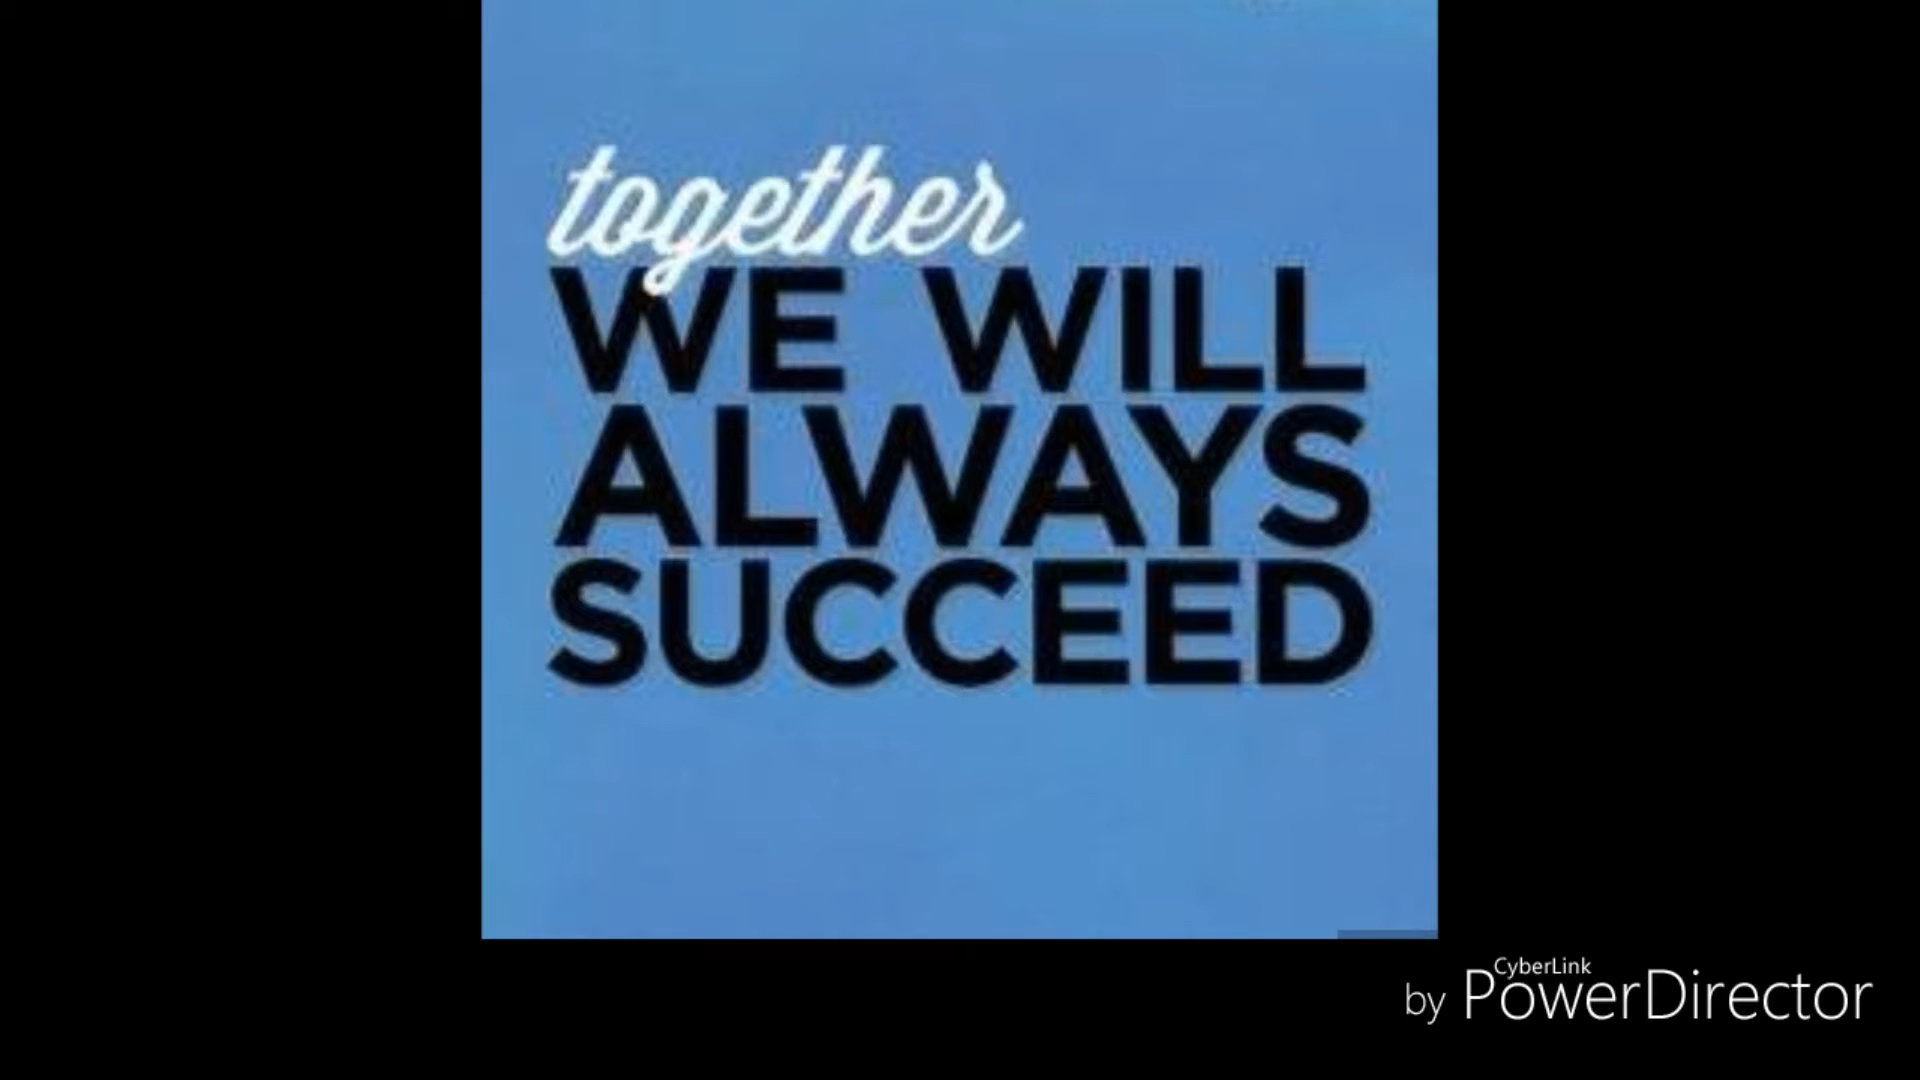 together
WE WILL
ALWAYS
SUCCEED
CyberLink
by PowerDirector